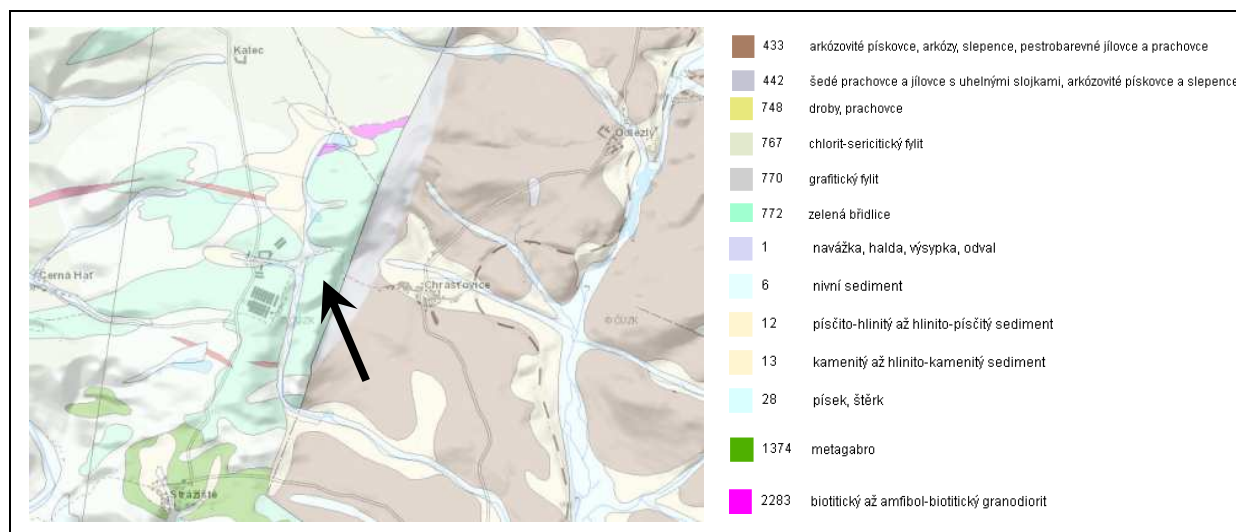 Kalec
Odlezly
Černá Hať
Chrašťovice
© ČÚZK
© ČÚZK
Strážiště
433 arkózovité pískovce, arkózy, slepence, pestrobarevné jílovce a prachovce
442 šedé prachovce a jílovce s uhelnými slojkami, arkózovité pískovce a slepence
748 droby, prachovce
767 chlorit-sericitický fylit
770 grafitický fylit
772 zelená břidlice
1 navážka, halda, výsypka, odval
6 nivní sediment
12 písčito-hlinitý až hlinito-písčitý sediment
13 kamenitý až hlinito-kamenitý sediment
28 písek, štěrk
1374 metagabro
2283 biotitický až amfibol-biotitický granodiorit